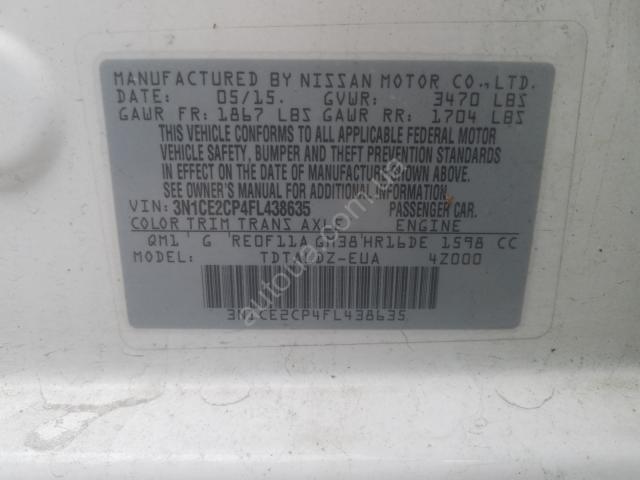 MANUFACTURED BY NISSAN MOTOR CO.,LTD.
DATE: 05/15. GVWR: 3470 LBS
GAWR FR: 1867 LBS GAWR RR: 1704 LBS
THIS VEHICLE CONFORMS TO ALL APPLICABLE FEDERAL MOTOR
VEHICLE SAFETY, BUMPER AND THEFT PREVENTION STANDARDS
IN EFFECT ON THE DATE OF MANUFACTURE SHOWN ABOVE.
SEE OWNER'S MANUAL FOR ADDITIONAL INFORMATION.
VIN: 3N1CE2CP4FL438635 PASSENGER CAR.
COLOR TRIM TRANS AXLE ENGINE
QM1 G RE0F11A GH38 HR16DE 1598 CC
MODEL: EUA 4Z000
3N1CE2CP4FL438635